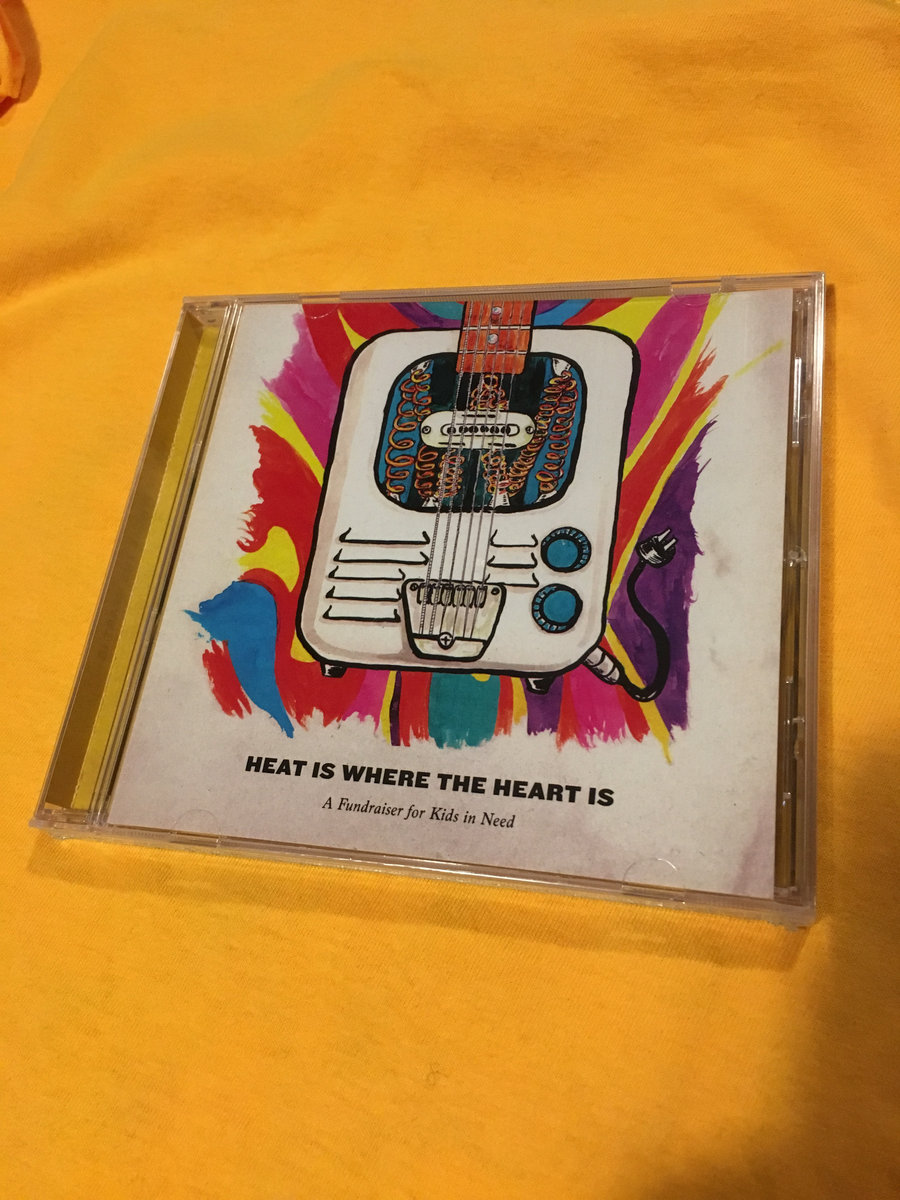 HEAT IS WHERE THE HEART IS
A Fundraiser for Kids in Need